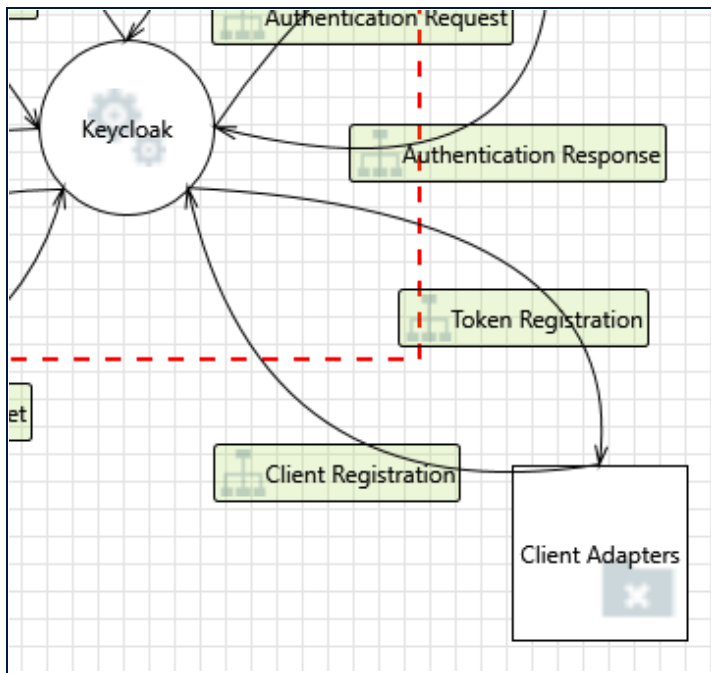 Authentication Request
Keycloak
Authentication Response
Token Registration
et
Client Registration
Client Adapters